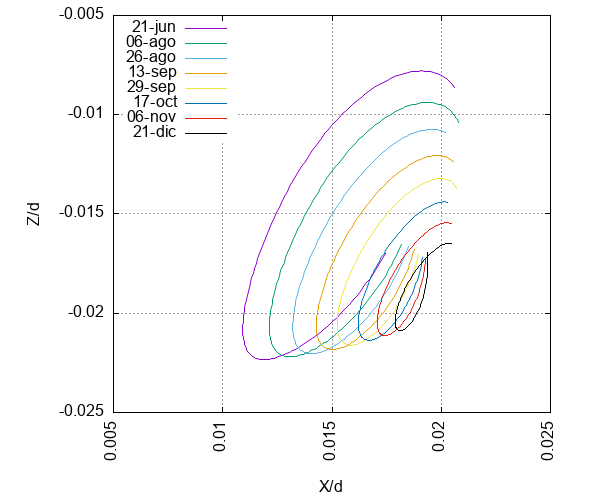 -0.005
21-jun
06-ago
26-ago
13-sep
29-sep
17-oct
06-nov
21-dic
-0.01
-0.015
-0.02
-0.025
Z/d
0.005
0.01
0.015
0.02
0.025
X/d